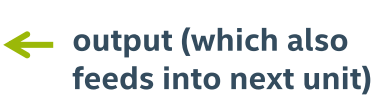 output (which also
feeds into next unit)